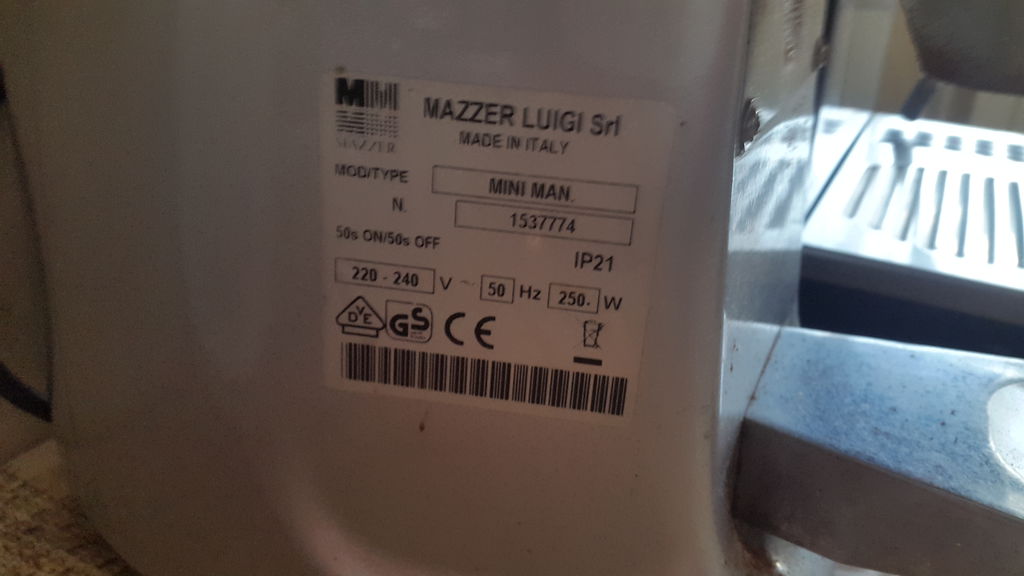 M
MAZZER
MAZZER LUIGI Srl
MADE IN ITALY
MOD/TYPE MINI MAN.
N. 1537774
50s ON/50s OFF
IP21
220 - 240 V ~ 50 Hz 250. W
DVE GS CE